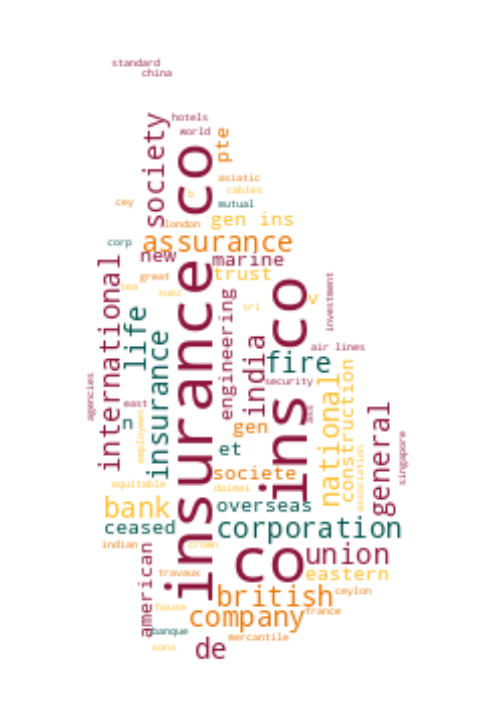 standard
china
hotels
world
society
insurance co
pte
asiatic
cables
b
cey
mutual
london
gen ins
corp
assurance
new
marine
great
trust
tea
suez
sri
v
investment
international
life
insurance
engineering
india
ins co
air lines
fire
security
agencies
east
n
employees
gen
ass
national
construction
general
et
association
singapore
societe
equitable
daimei
bank
overseas
ceased
corporation
indian
crown
co
union
american
travaux
eastern
house
british
ceylon
company
france
banque
mercantile
sons
de